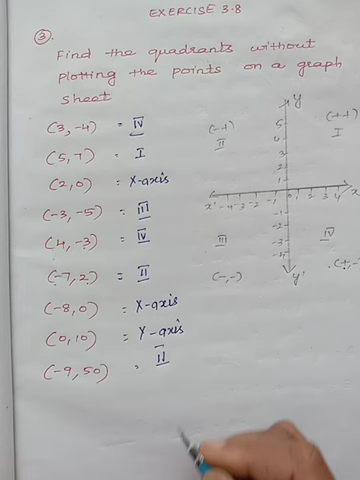 EXERCISE 3.8
③.
Find the quadrants without
plotting the points on a graph
sheet
(3,-4) = IV
(5,7) = I
(2,0) = X-axis
(-3,-5) = III
(4,-3) = IV
(-7,2) = II
(-8,0) = X-axis
(0,10) = Y-axis
(-9,50) = II
y
(-+) (++)
II I
5
4
3
2
1
x' -4 -3 -2 -1 0 1 2 3 4 x
-1
-2
-3
-4
III IV
(-,-) (+,-
y'